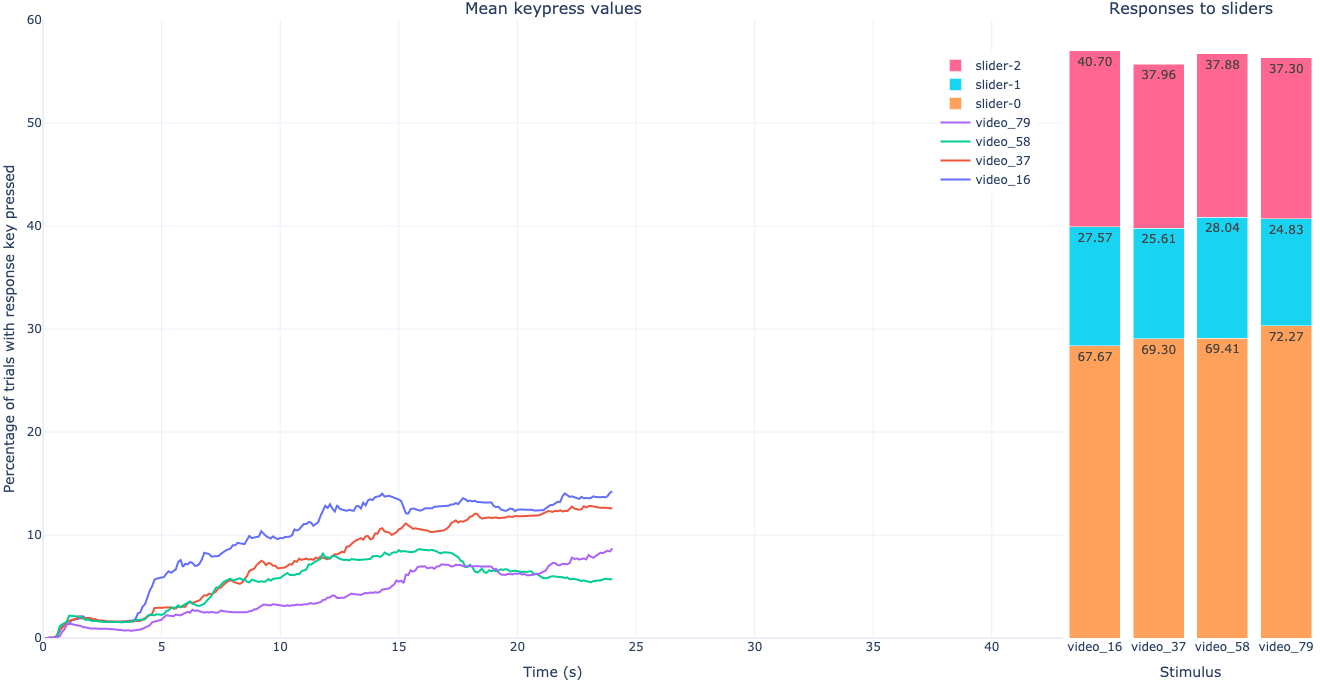 Mean keypress values
Responses to sliders
Percentage of trials with response key pressed
60
50
40
30
20
10
0
0 5 10 15 20 25 30 35 40
Time (s)
slider-2
slider-1
slider-0
video_79
video_58
video_37
video_16
40.70 37.96 37.88 37.30
27.57 25.61 28.04 24.83
67.67 69.30 69.41 72.27
video_16 video_37 video_58 video_79
Stimulus